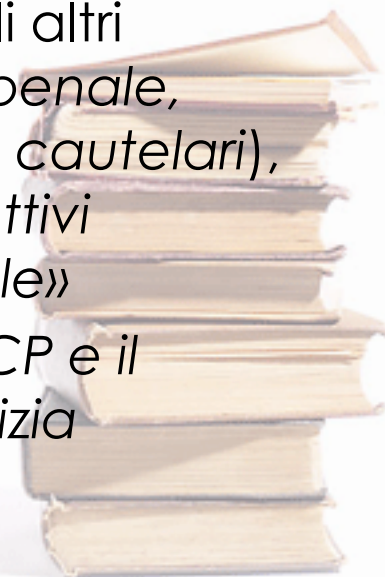 li altri
penale,
cautelari),
ttivi
le»
CP e il
izia